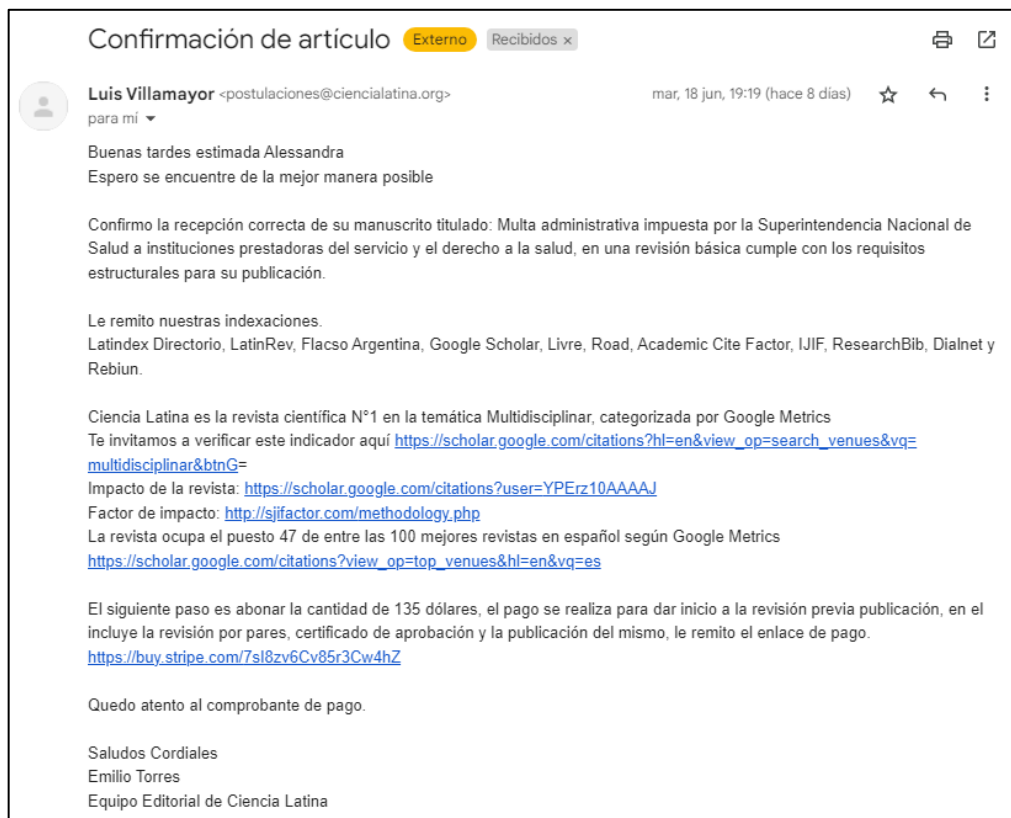 Confirmación de artículo Externo Recibidos ×
Luis Villamayor <postulaciones@ciencialatina.org> mar, 18 jun, 19:19 (hace 8 días)
para mí
Buenas tardes estimada Alessandra
Espero se encuentre de la mejor manera posible
Confirmo la recepción correcta de su manuscrito titulado: Multa administrativa impuesta por la Superintendencia Nacional de
Salud a instituciones prestadoras del servicio y el derecho a la salud, en una revisión básica cumple con los requisitos
estructurales para su publicación.
Le remito nuestras indexaciones.
Latindex Directorio, LatinRev, Flacso Argentina, Google Scholar, Livre, Road, Academic Cite Factor, IJIF, ResearchBib, Dialnet y
Rebiun.
Ciencia Latina es la revista científica N°1 en la temática Multidisciplinar, categorizada por Google Metrics
Te invitamos a verificar este indicador aquí https://scholar.google.com/citations?hl=en&view_op=search_venues&vq=
multidisciplinar&btnG=
Impacto de la revista: https://scholar.google.com/citations?user=YPErz10AAAAJ
Factor de impacto: http://sjifactor.com/methodology.php
La revista ocupa el puesto 47 de entre las 100 mejores revistas en español según Google Metrics
https://scholar.google.com/citations?view_op=top_venues&hl=en&vq=es
El siguiente paso es abonar la cantidad de 135 dólares, el pago se realiza para dar inicio a la revisión previa publicación, en el
incluye la revisión por pares, certificado de aprobación y la publicación del mismo, le remito el enlace de pago.
https://buy.stripe.com/7sI8zv6Cv85r3Cw4hZ
Quedo atento al comprobante de pago.
Saludos Cordiales
Emilio Torres
Equipo Editorial de Ciencia Latina